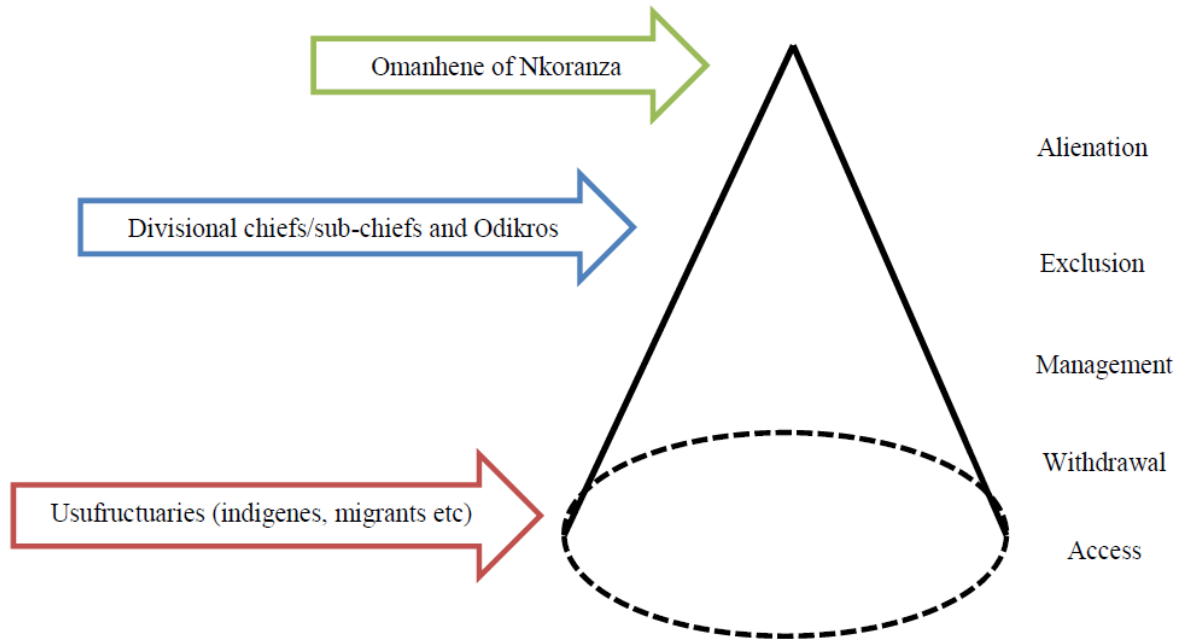 Omanhene of Nkoranza
Alienation
Divisional chiefs/sub-chiefs and Odikros
Exclusion
Management
Withdrawal
Usufructuaries (indigenes, migrants etc)
Access